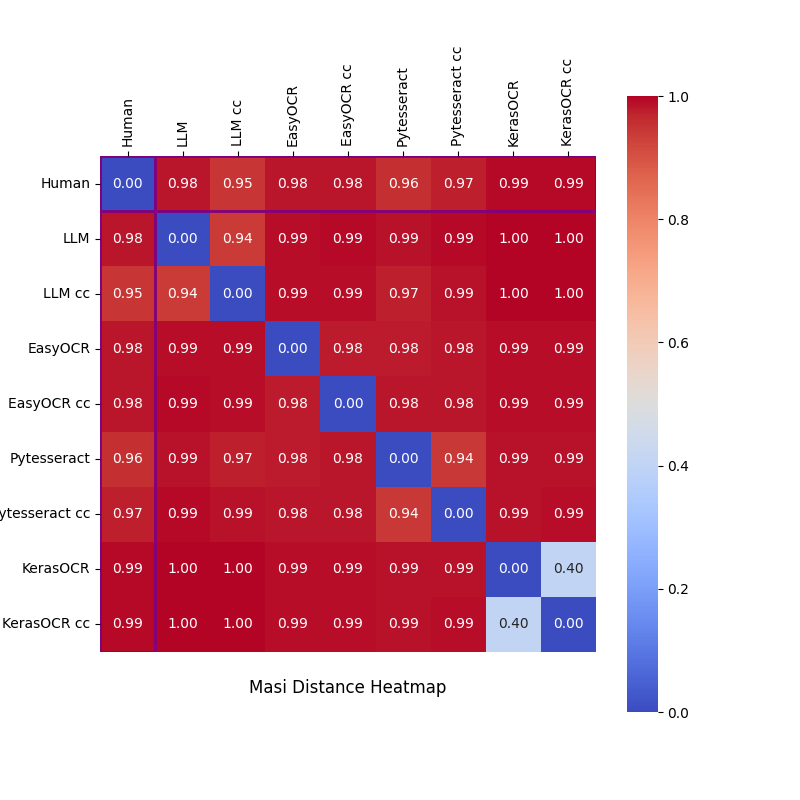 Human LLM LLM cc EasyOCR EasyOCR cc Pytesseract Pytesseract cc KerasOCR KerasOCR cc
Human 0.00 0.98 0.95 0.98 0.98 0.96 0.97 0.99 0.99
LLM 0.98 0.00 0.94 0.99 0.99 0.99 0.99 1.00 1.00
LLM cc 0.95 0.94 0.00 0.99 0.99 0.97 0.99 1.00 1.00
EasyOCR 0.98 0.99 0.99 0.00 0.98 0.98 0.98 0.99 0.99
EasyOCR cc 0.98 0.99 0.99 0.98 0.00 0.98 0.98 0.99 0.99
Pytesseract 0.96 0.99 0.97 0.98 0.98 0.00 0.94 0.99 0.99
ytesseract cc 0.97 0.99 0.99 0.98 0.98 0.94 0.00 0.99 0.99
KerasOCR 0.99 1.00 1.00 0.99 0.99 0.99 0.99 0.00 0.40
KerasOCR cc 0.99 1.00 1.00 0.99 0.99 0.99 0.99 0.40 0.00
Masi Distance Heatmap
1.0
0.8
0.6
0.4
0.2
0.0